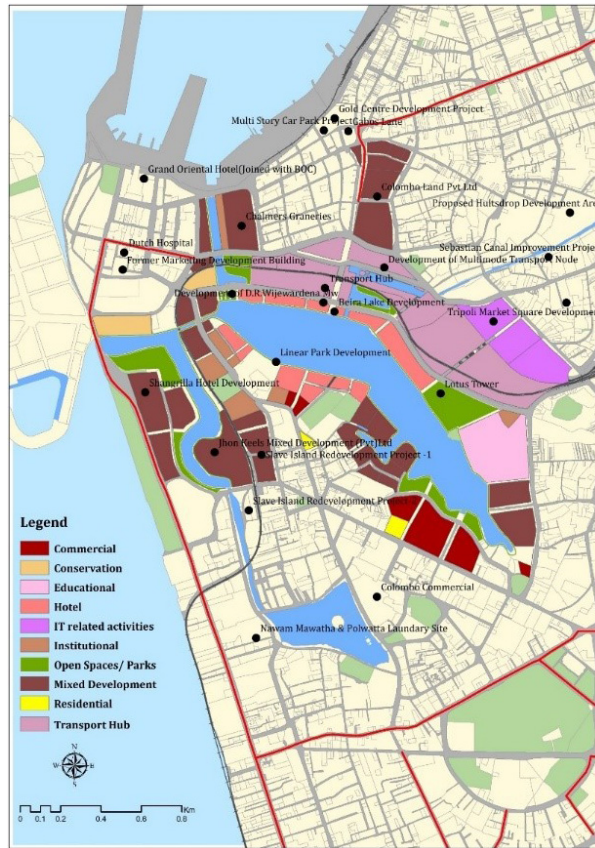 Gold Centre Development Project
Multi Story Car Park Project
Gabos Lane
Grand Oriental Hotel(Joined with BOC)
Colombo Land Pvt Ltd
Proposed Hultsdrop Development Are
Chalmers Graneries
Dutch Hospital
Sebastian Canal Improvement Proje
Former Marketing Development Building
Development of Multimode Transport Node
Transport Hub
Development of D.R.Wijewardena Mw
Beira Lake Development
Tripoli Market Square Development
Linear Park Development
Shangrilla Hotel Development
Lotus Tower
Jhon Keels Mixed Development (Pvt)Ltd
Slave Island Redevelopment Project -1
Slave Island Redevelopment Project
Legend
Commercial
Conservation
Educational
Hotel
IT related activities
Institutional
Open Spaces/ Parks
Mixed Development
Residential
Transport Hub
Colombo Commercial
Nawam Mawatha & Polwatta Laundary Site
N
W E
S
Km
0 0.1 0.2 0.4 0.6 0.8